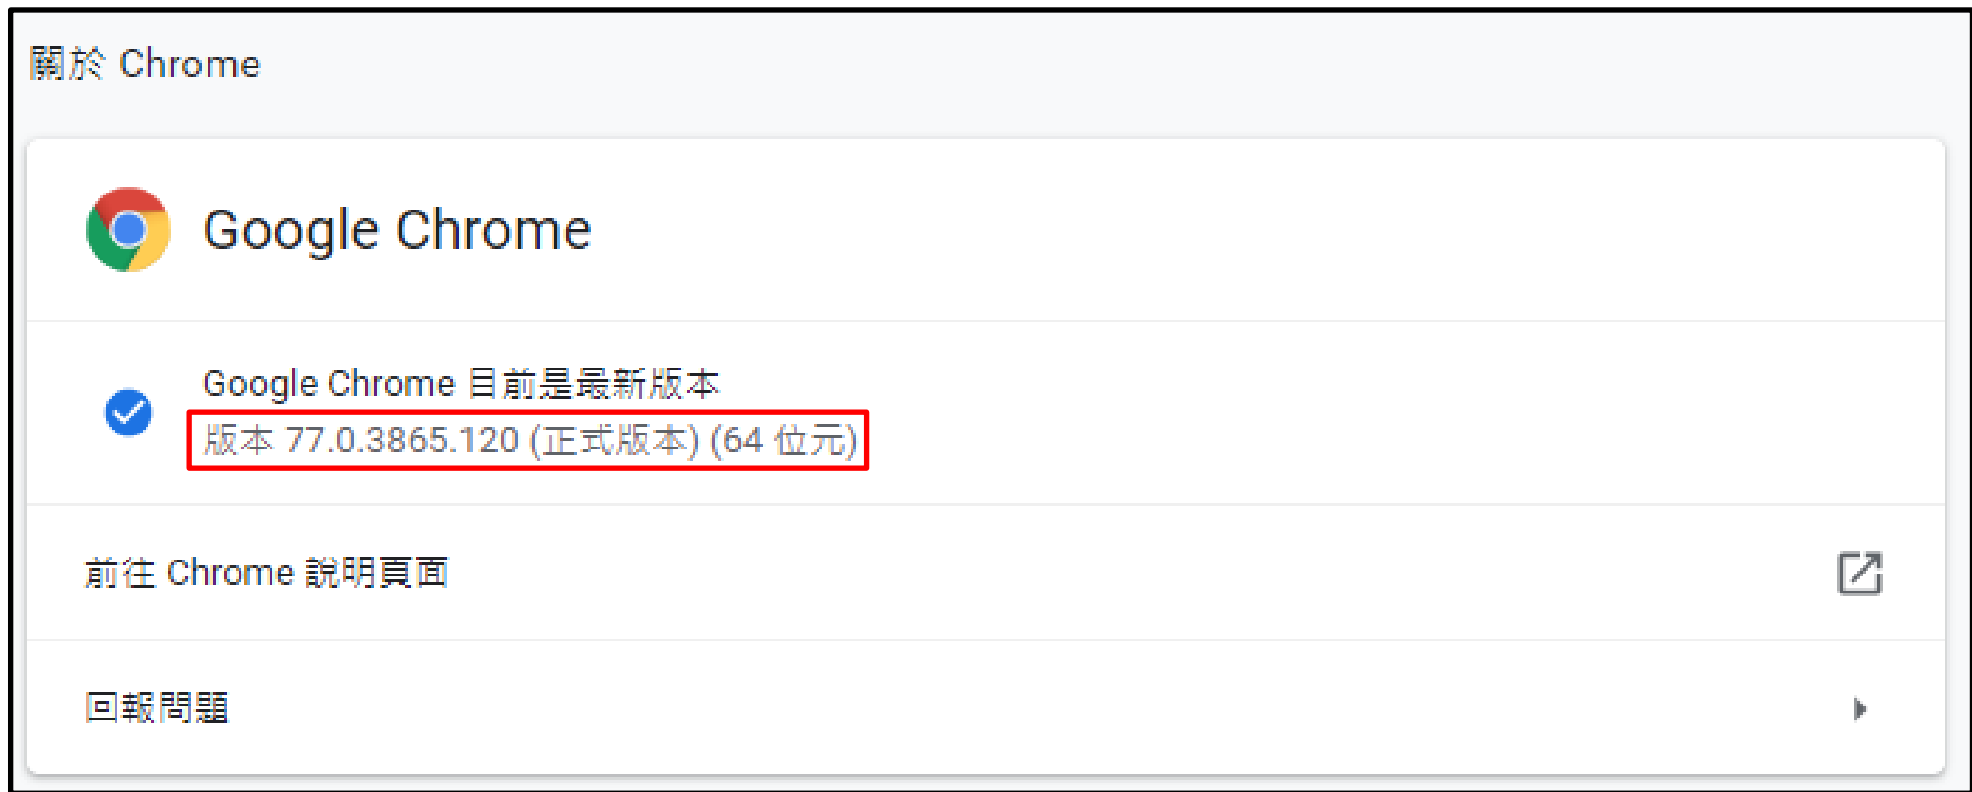 關於 Chrome
Google Chrome
Google Chrome 目前是最新版本
版本 77.0.3865.120 (正式版本) (64 位元)
前往 Chrome 說明頁面
回報問題